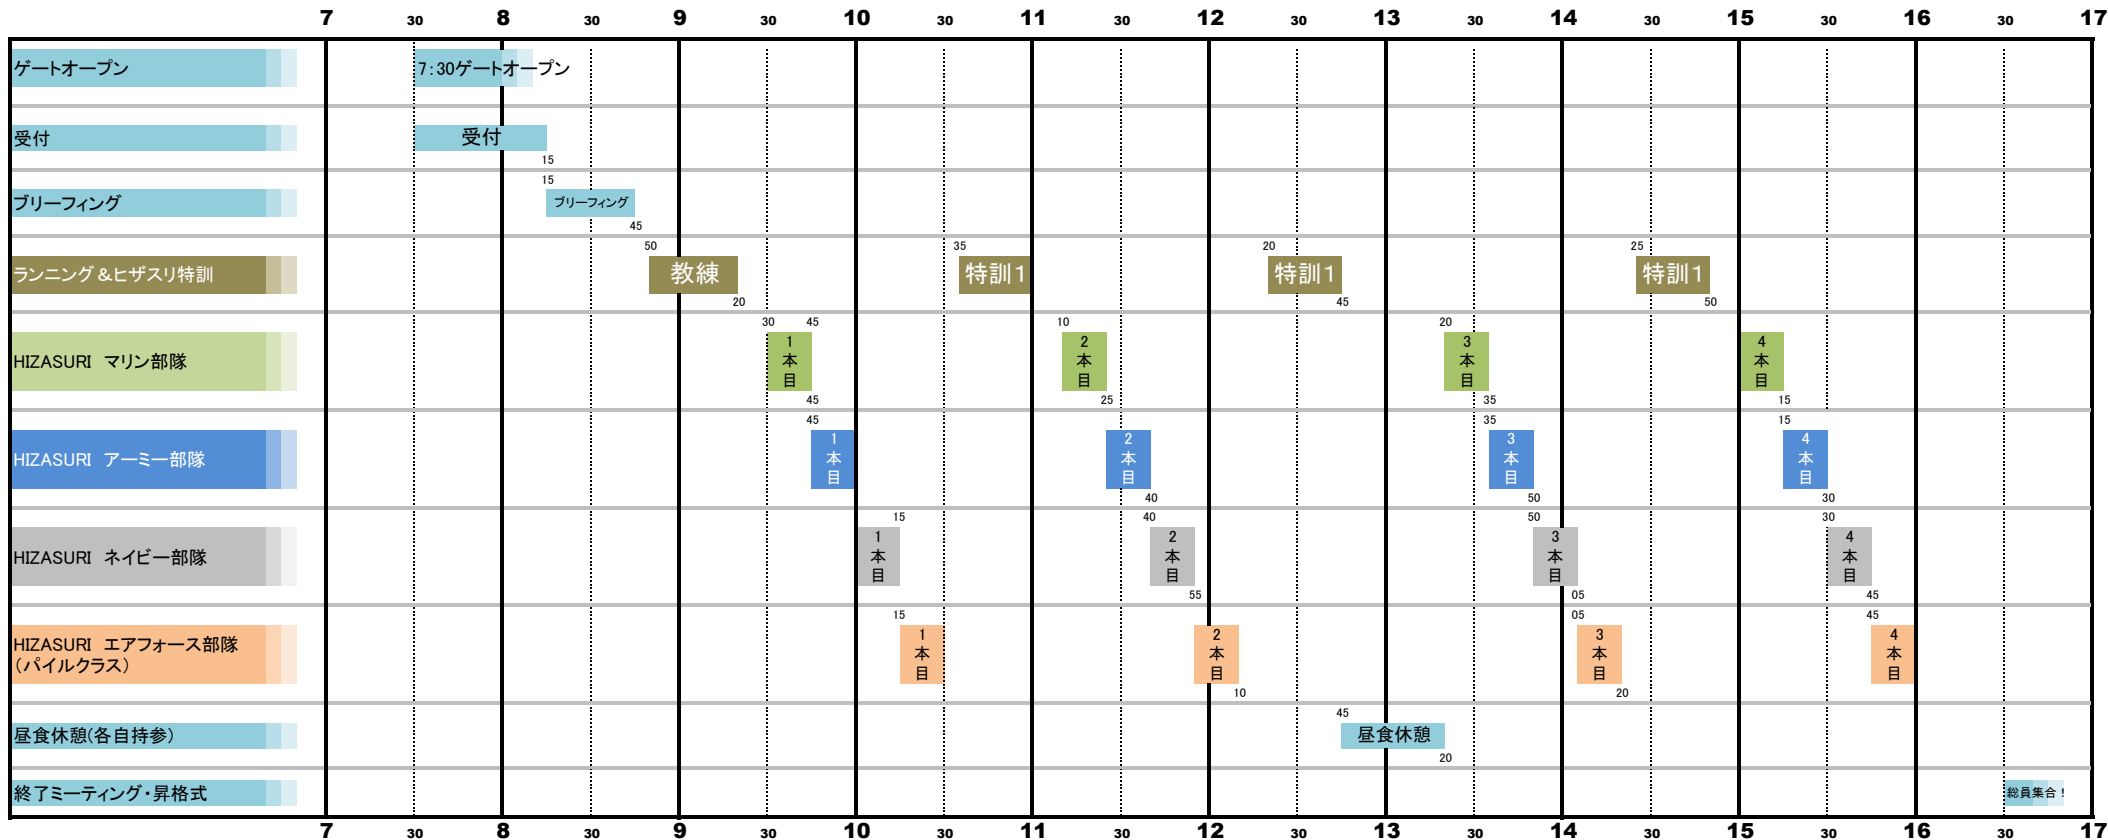 7 30 8 30 9 30 10 30 11 30 12 30 13 30 14 30 15 30 16 30 17
ゲートオープン 7:30ゲートオープン
受付 受付
15
15
ブリーフィング ブリーフィング
45
50 35 20 25
ランニング&ヒザスリ特訓 教練 特訓1 特訓1 特訓1
20 45 50
30 45 10 20
HIZASURI マリン部隊 1本目 2本目 3本目 4本目
45 25 35 15
45 35 15
HIZASURI アーミー部隊 1本目 2本目 3本目 4本目
40 50 30
15 40 50 30
HIZASURI ネイビー部隊 1本目 2本目 3本目 4本目
55 05 45
15 05 45
HIZASURI エアフォース部隊 1本目 2本目 3本目 4本目
(パイルクラス)
10 20
45
昼食休憩(各自持参) 昼食休憩
20
終了ミーティング・昇格式 総員集合!
7 30 8 30 9 30 10 30 11 30 12 30 13 30 14 30 15 30 16 30 17